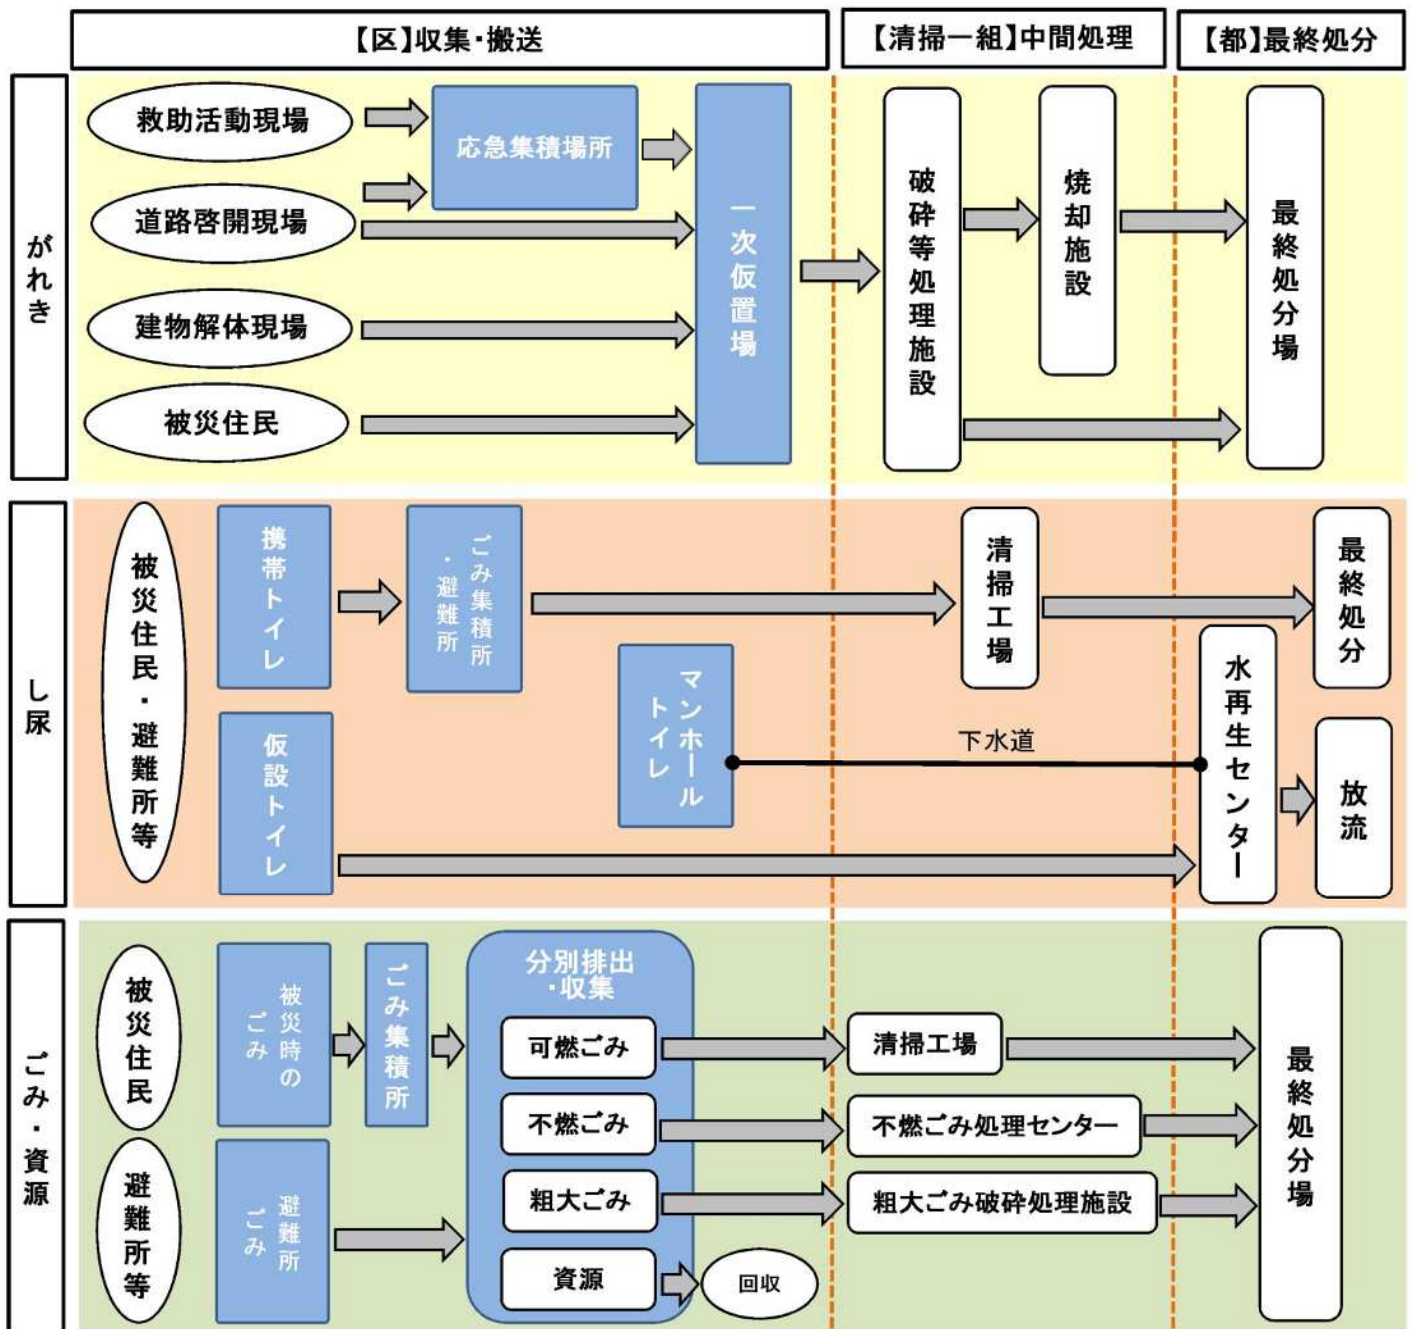 【区】収集・搬送
【清掃一組】中間処理
【都】最終処分
がれき
救助活動現場
道路啓開現場
建物解体現場
被災住民
応急集積場所
一次仮置場
破砕等処理施設
焼却施設
最終処分場
し尿
被災住民・避難所等
携帯トイレ
ごみ集積所
・避難所
清掃工場
最終処分
マンホール
トイレ
下水道
水再生センター
放流
仮設トイレ
ごみ・資源
被災住民
被災時の
ごみ
ごみ集積所
分別排出
・収集
可燃ごみ
清掃工場
不燃ごみ
不燃ごみ処理センター
粗大ごみ
粗大ごみ破砕処理施設
資源
回収
最終処分場
避難所等
避難所
ごみ